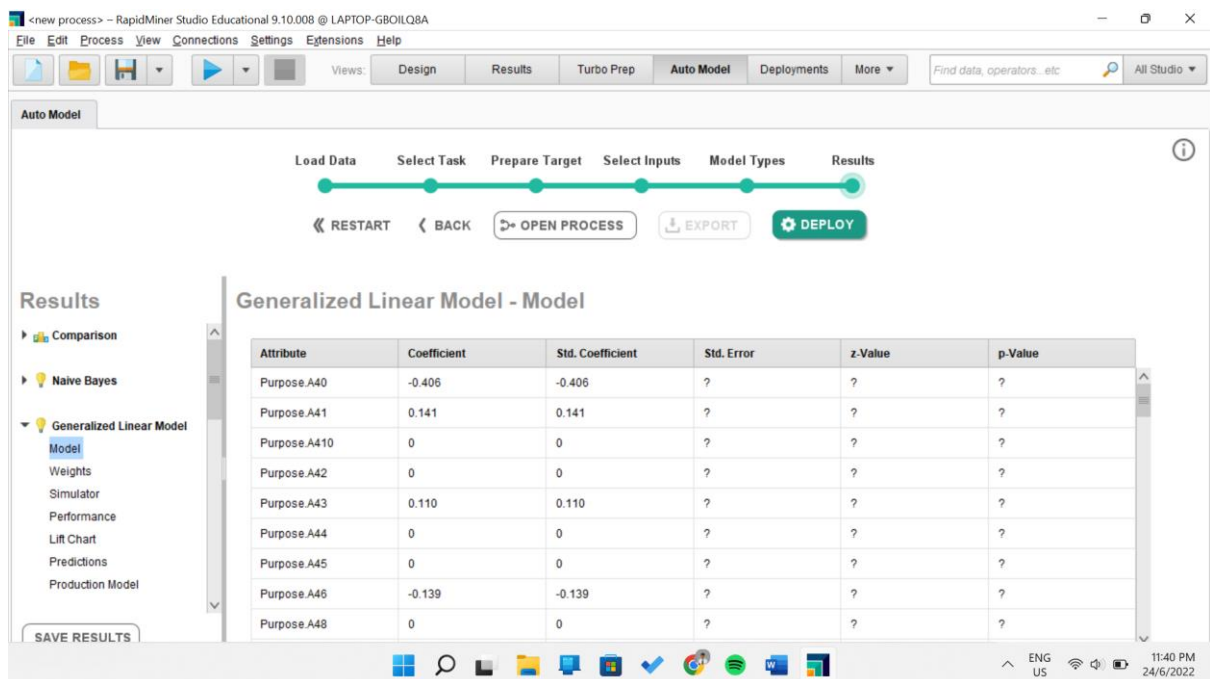 <new process> – RapidMiner Studio Educational 9.10.008 @ LAPTOP-GBOILQ8A
File Edit Process View Connections Settings Extensions Help
Views: Design Results Turbo Prep Auto Model Deployments More Find data, operators...etc All Studio
Auto Model
Load Data Select Task Prepare Target Select Inputs Model Types Results
RESTART BACK OPEN PROCESS EXPORT DEPLOY
Results
Comparison
Naive Bayes
Generalized Linear Model
Model
Weights
Simulator
Performance
Lift Chart
Predictions
Production Model
SAVE RESULTS
Generalized Linear Model - Model
Attribute Coefficient Std. Coefficient Std. Error z-Value p-Value
Purpose.A40 -0.406 -0.406 ? ? ?
Purpose.A41 0.141 0.141 ? ? ?
Purpose.A410 0 0 ? ? ?
Purpose.A42 0 0 ? ? ?
Purpose.A43 0.110 0.110 ? ? ?
Purpose.A44 0 0 ? ? ?
Purpose.A45 0 0 ? ? ?
Purpose.A46 -0.139 -0.139 ? ? ?
Purpose.A48 0 0 ? ? ?
ENG
US
11:40 PM
24/6/2022